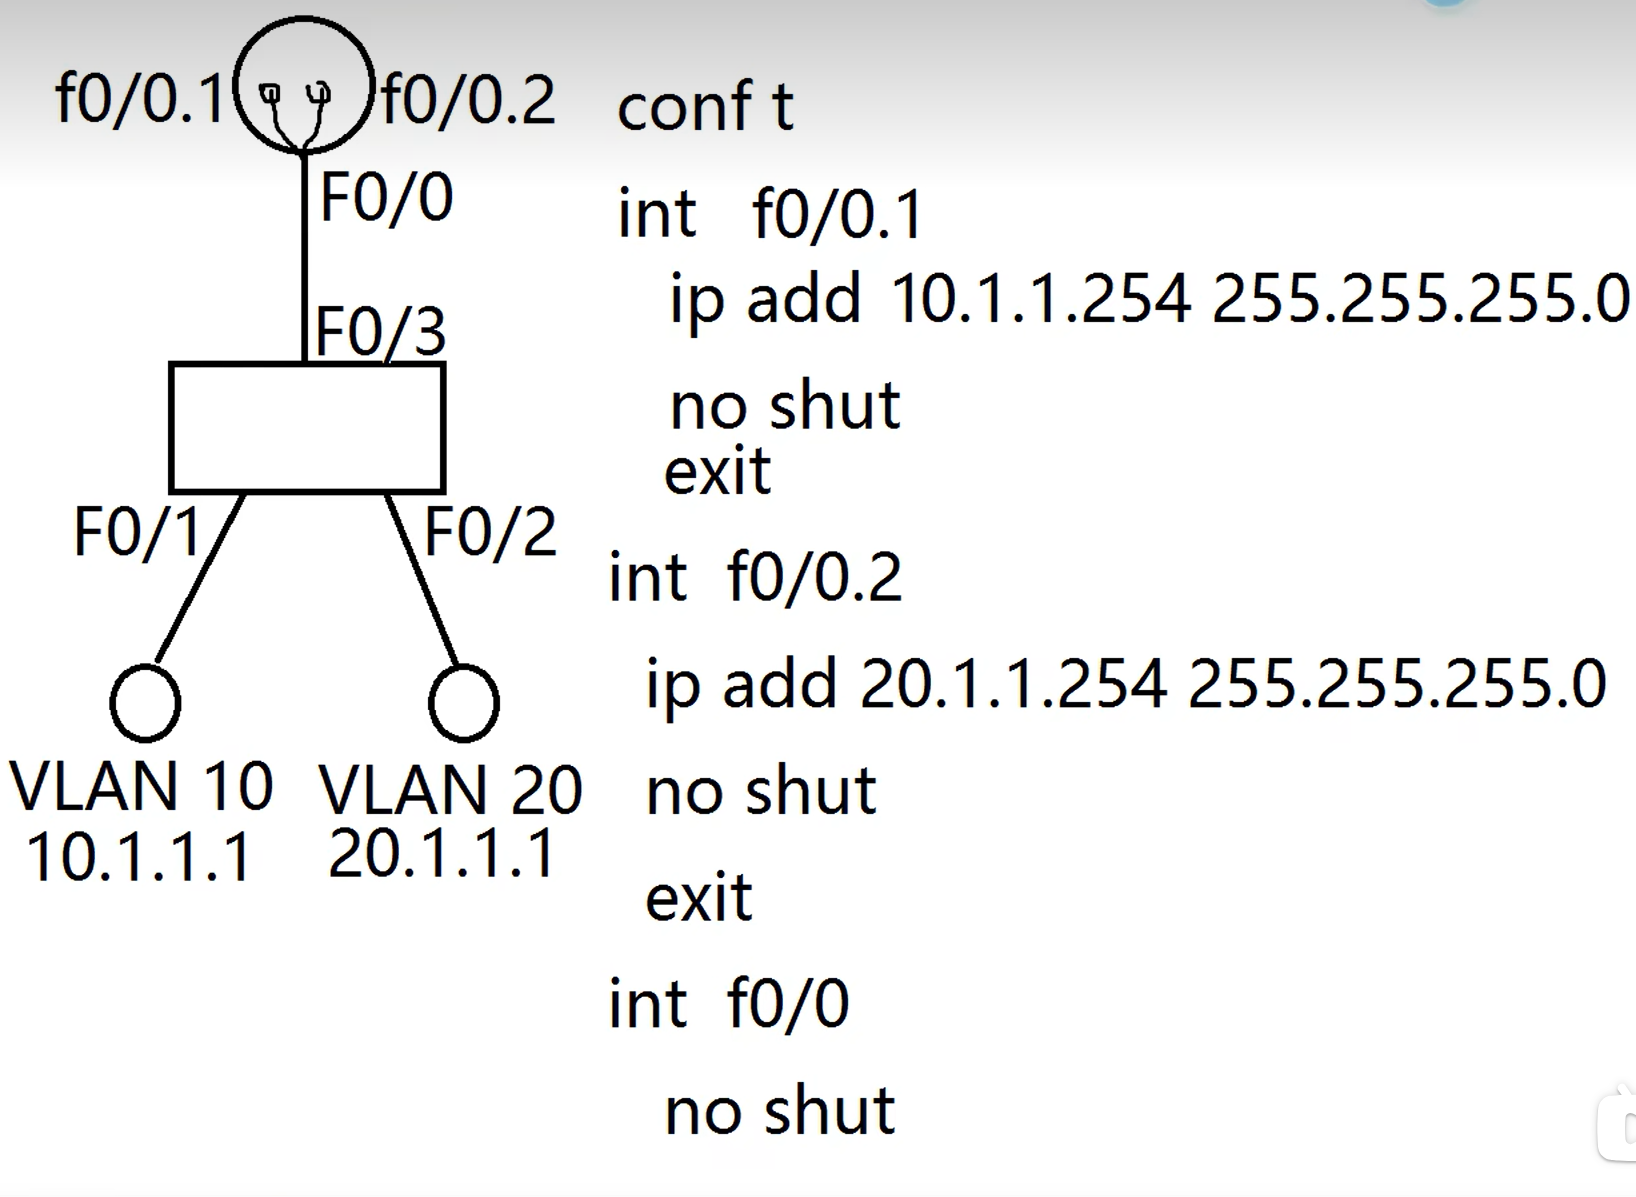 f0/0.1
f0/0.2
F0/0
F0/3
F0/1
F0/2
VLAN 10
10.1.1.1
VLAN 20
20.1.1.1
conf t
int f0/0.1
ip add 10.1.1.254 255.255.255.0
no shut
exit
int f0/0.2
ip add 20.1.1.254 255.255.255.0
no shut
exit
int f0/0
no shut